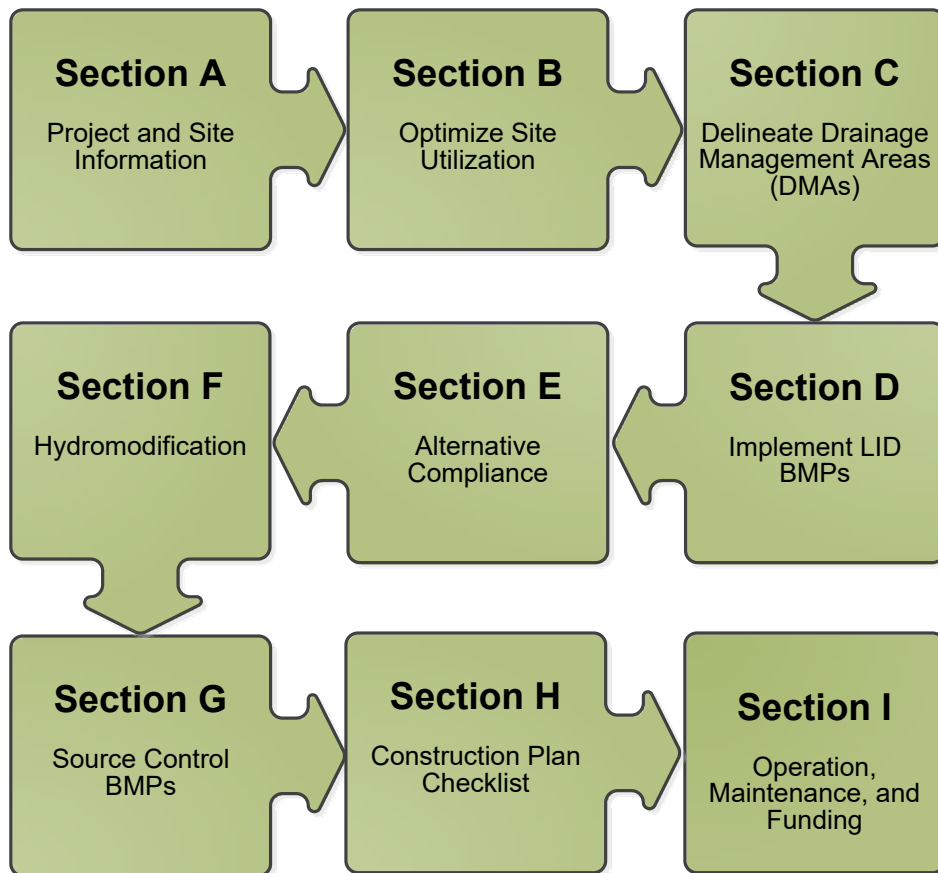 Section A
Project and Site
Information
Section B
Optimize Site
Utilization
Section C
Delineate Drainage
Management Areas
(DMAs)
Section D
Implement LID
BMPs
Section E
Alternative
Compliance
Section F
Hydromodification
Section G
Source Control
BMPs
Section H
Construction Plan
Checklist
Section I
Operation,
Maintenance, and
Funding